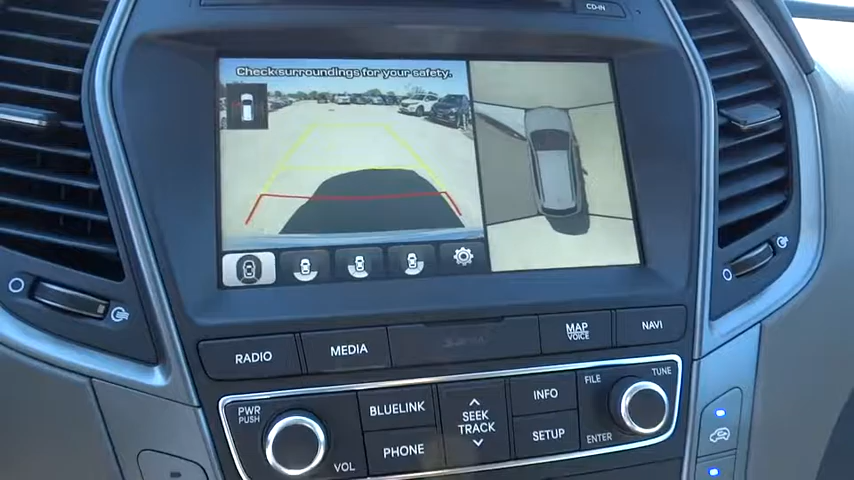 CD-IN
Check surroundings for your safety.
RADIO
MEDIA
MAP
VOICE
NAVI
PWR
PUSH
VOL
BLUELINK
PHONE
SEEK
TRACK
INFO
SETUP
FILE
TUNE
ENTER